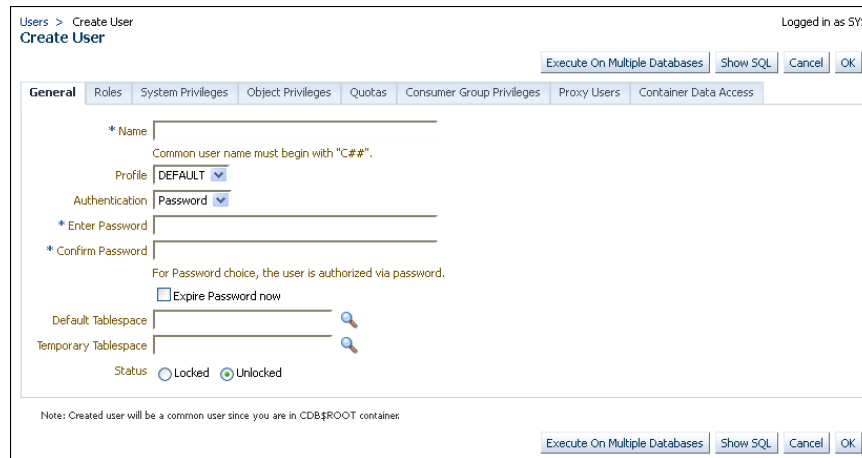 Users > Create User
Logged in as SYS
Create User
Execute On Multiple Databases Show SQL Cancel OK
General Roles System Privileges Object Privileges Quotas Consumer Group Privileges Proxy Users Container Data Access
* Name
Common user name must begin with "C##".
Profile DEFAULT
Authentication Password
* Enter Password
* Confirm Password
For Password choice, the user is authorized via password.
Expire Password now
Default Tablespace
Temporary Tablespace
Status Locked Unlocked
Note: Created user will be a common user since you are in CDB$ROOT container.
Execute On Multiple Databases Show SQL Cancel OK